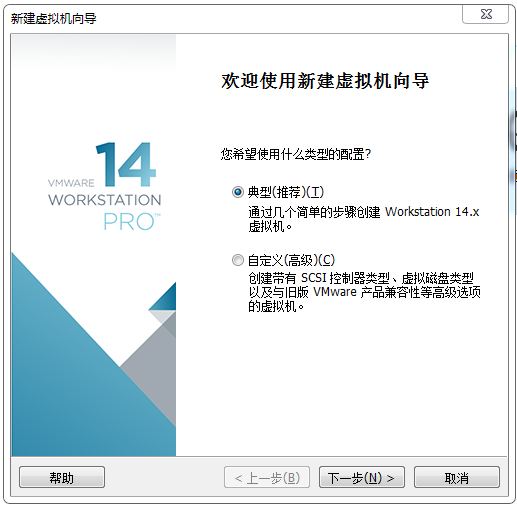 新建虚拟机向导
欢迎使用新建虚拟机向导
您希望使用什么类型的配置?
典型(推荐)(T)
通过几个简单的步骤创建 Workstation 14.x
虚拟机。
自定义(高级)(C)
创建带有 SCSI 控制器类型、虚拟磁盘类型
以及与旧版 VMware 产品兼容性等高级选项
的虚拟机。
VMWARE 14
WORKSTATION
PRO™
帮助
< 上一步(B)
下一步(N) >
取消